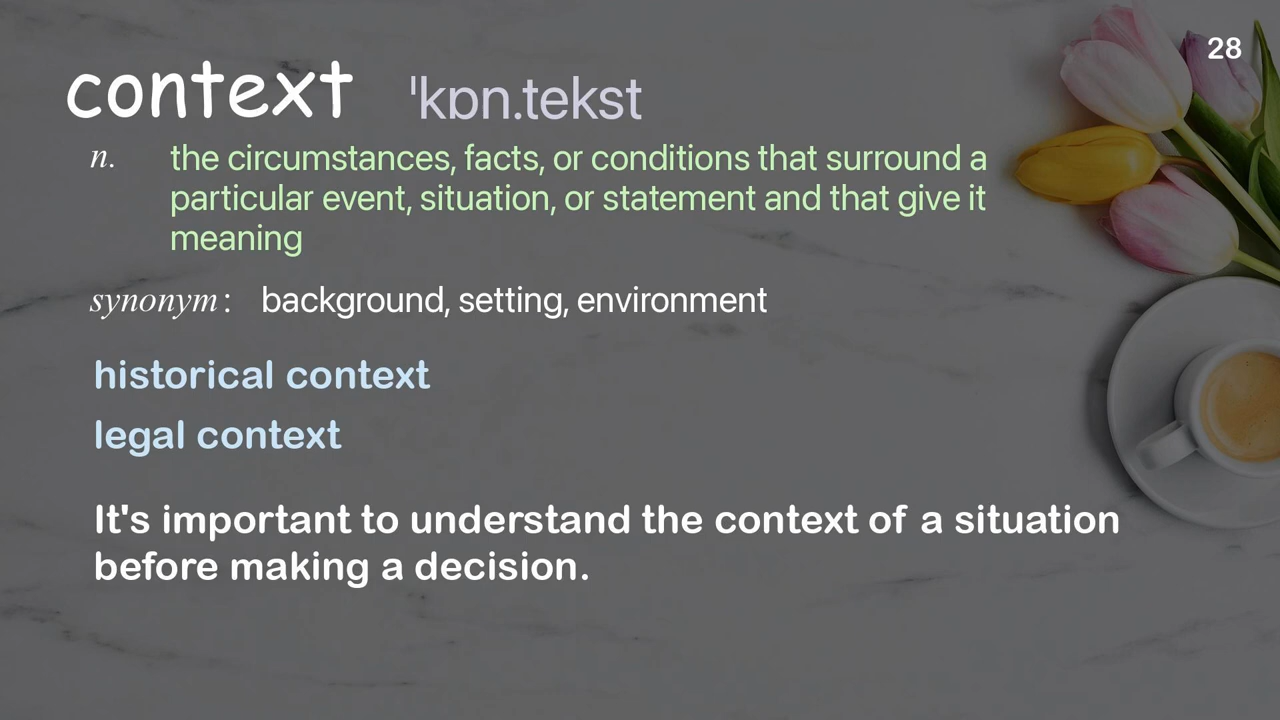 28
context ˈkɒn.tekst
n. the circumstances, facts, or conditions that surround a
particular event, situation, or statement and that give it
meaning
synonym: background, setting, environment
historical context
legal context
It's important to understand the context of a situation
before making a decision.